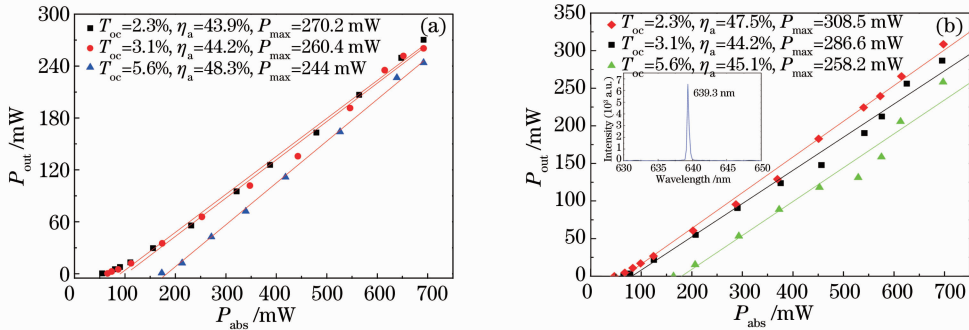 (a)
T_oc=2.3%, η_a=43.9%, P_max=270.2 mW
T_oc=3.1%, η_a=44.2%, P_max=260.4 mW
T_oc=5.6%, η_a=48.3%, P_max=244 mW
P_out/mW
300
240
180
120
60
0
0 100 200 300 400 500 600 700
P_abs/mW
(b)
T_oc=2.3%, η_a=47.5%, P_max=308.5 mW
T_oc=3.1%, η_a=44.2%, P_max=286.6 mW
T_oc=5.6%, η_a=45.1%, P_max=258.2 mW
P_out/mW
350
300
250
200
150
100
50
0
0 100 200 300 400 500 600 700
P_abs/mW
Intensity (10³ a.u.)
7
6
5
4
3
2
1
0
639.3 nm
630 635 640 645 650
Wavelength /nm